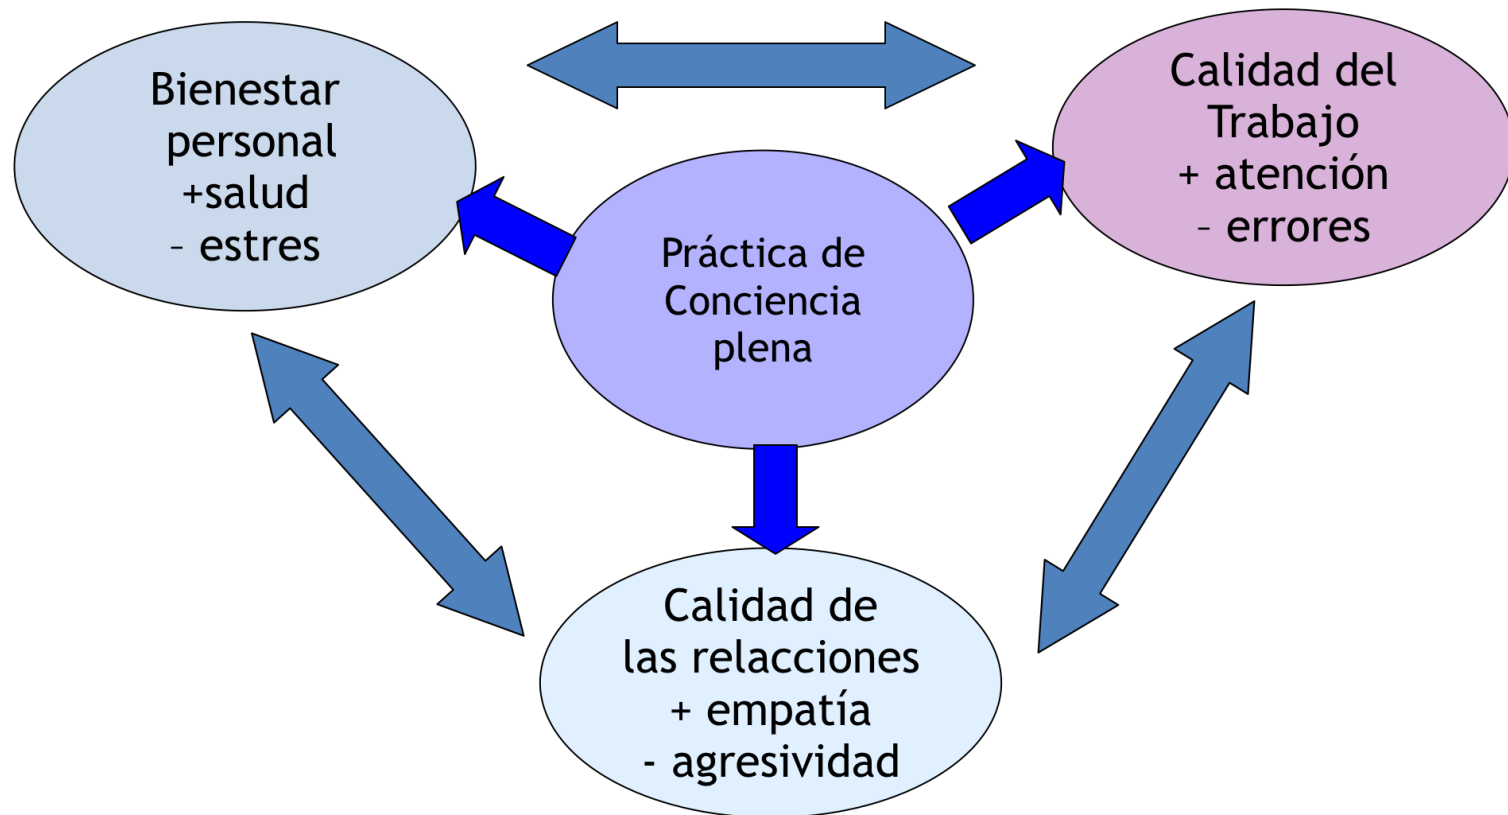 Bienestar
personal
+salud
– estres
Calidad del
Trabajo
+ atención
– errores
Práctica de
Conciencia
plena
Calidad de
las relacciones
+ empatía
- agresividad